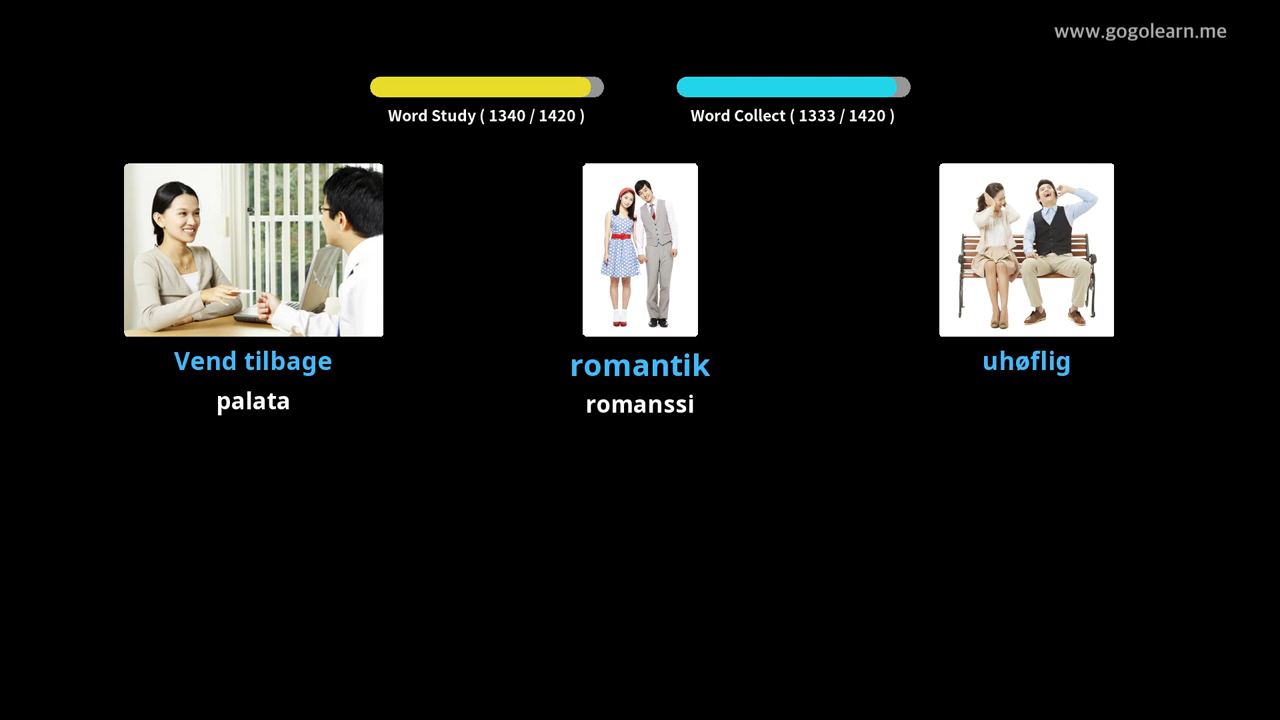 www.gogolearn.me
Word Study ( 1340 / 1420 )
Word Collect ( 1333 / 1420 )
Vend tilbage
palata
romantik
romanssi
uhøflig